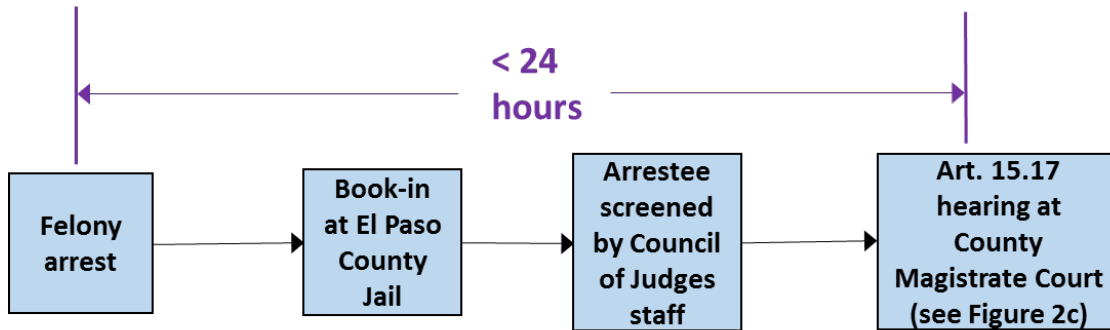 < 24
hours
Felony
arrest
Book-in
at El Paso
County
Jail
Arrestee
screened
by Council
of Judges
staff
Art. 15.17
hearing at
County
Magistrate Court
(see Figure 2c)